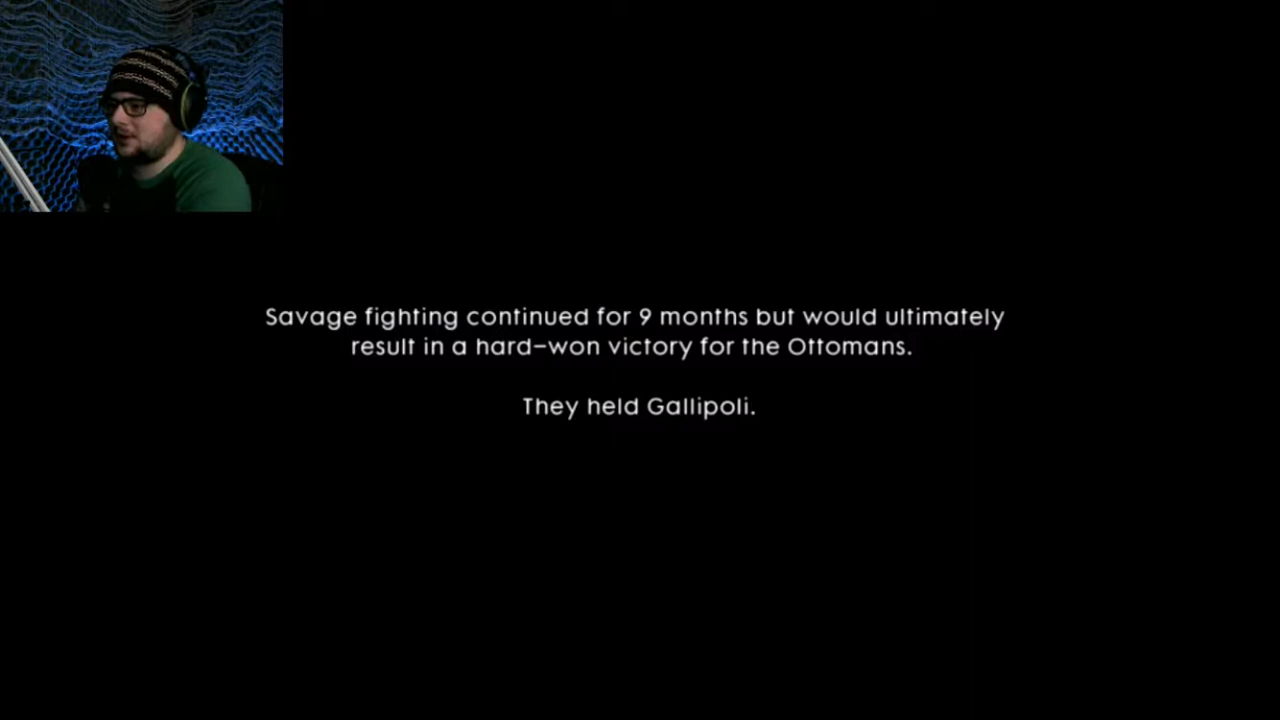 Savage fighting continued for 9 months but would ultimately
result in a hard-won victory for the Ottomans.
They held Gallipoli.